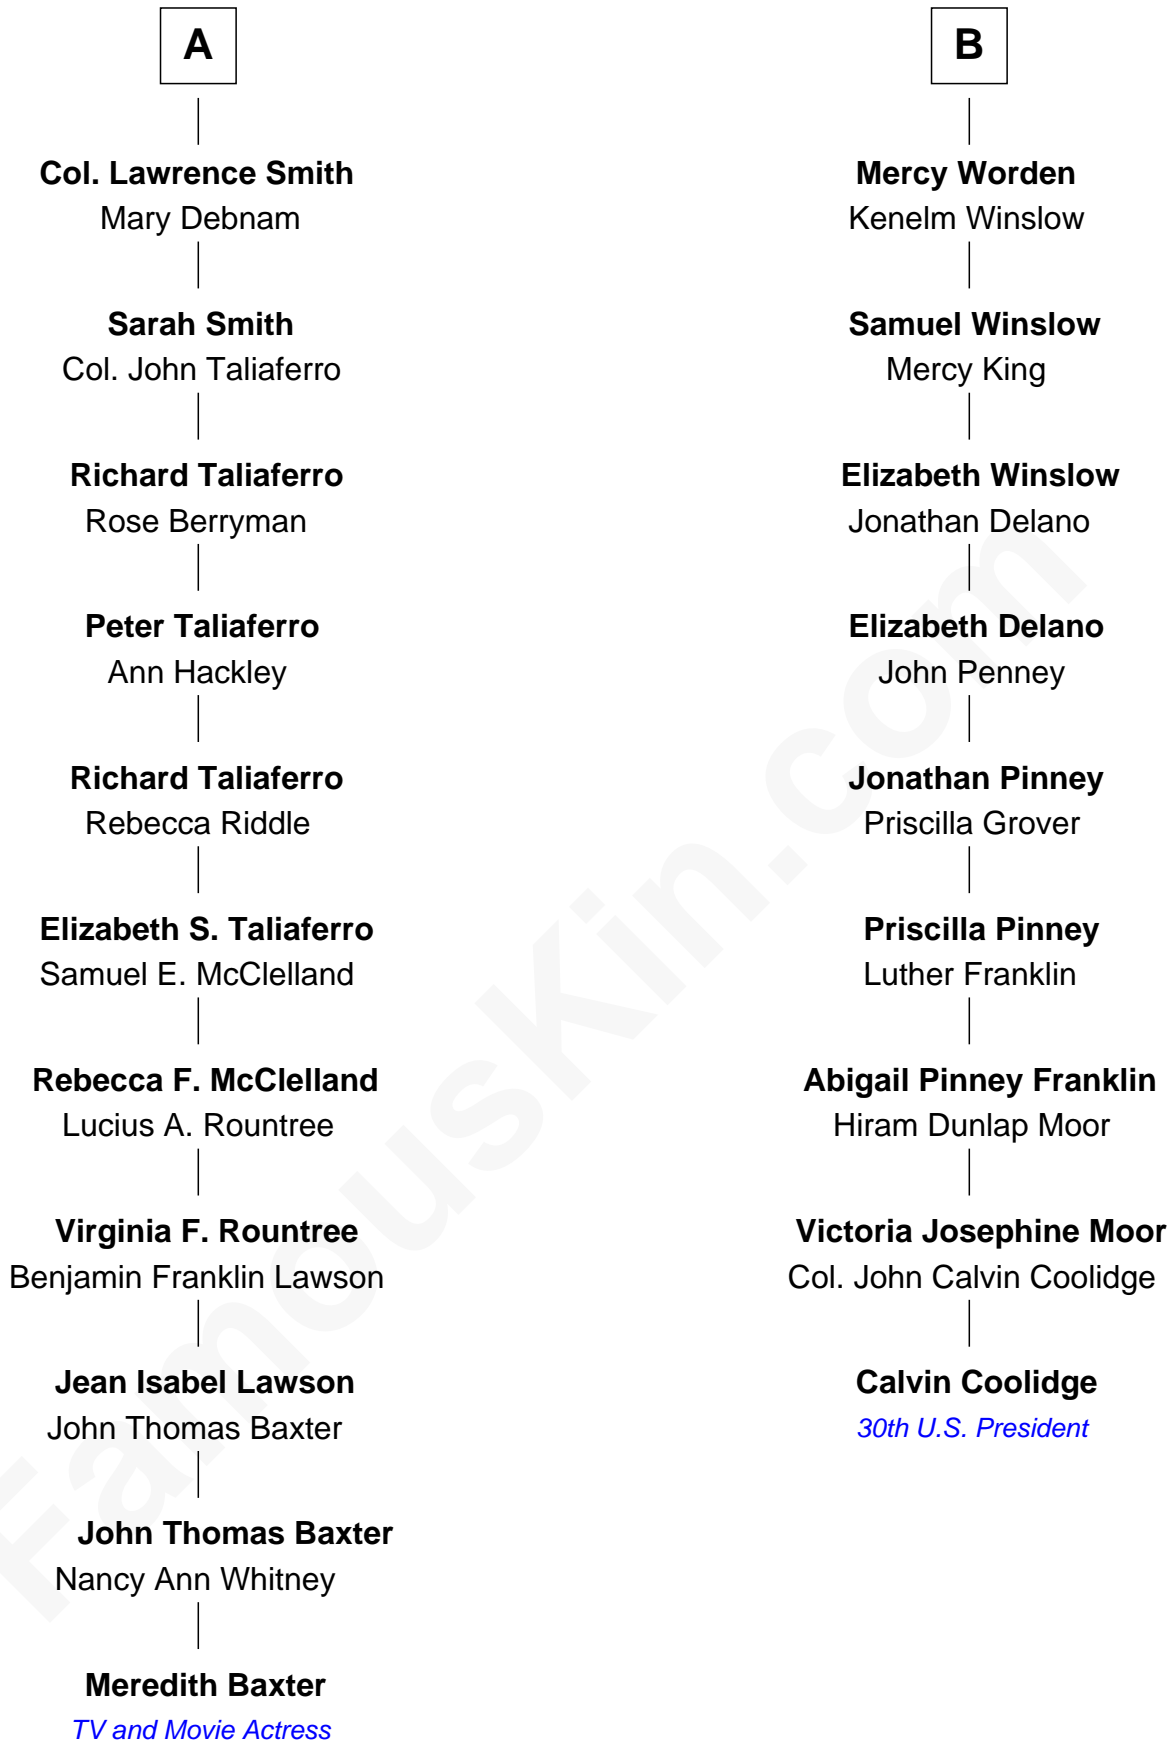 A
Col. Lawrence Smith
Mary Debnam
Sarah Smith
Col. John Taliaferro
Richard Taliaferro
Rose Berryman
Peter Taliaferro
Ann Hackley
Richard Taliaferro
Rebecca Riddle
Elizabeth S. Taliaferro
Samuel E. McClelland
Rebecca F. McClelland
Lucius A. Rountree
Virginia F. Rountree
Benjamin Franklin Lawson
Jean Isabel Lawson
John Thomas Baxter
John Thomas Baxter
Nancy Ann Whitney
Meredith Baxter
TV and Movie Actress
B
Mercy Worden
Kenelm Winslow
Samuel Winslow
Mercy King
Elizabeth Winslow
Jonathan Delano
Elizabeth Delano
John Penney
Jonathan Pinney
Priscilla Grover
Priscilla Pinney
Luther Franklin
Abigail Pinney Franklin
Hiram Dunlap Moor
Victoria Josephine Moor
Col. John Calvin Coolidge
Calvin Coolidge
30th U.S. President
FamousKin.com